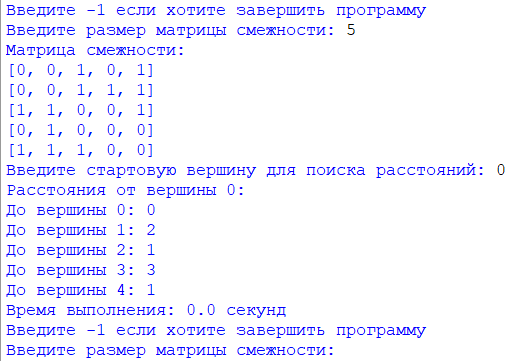 Введите -1 если хотите завершить программу
Введите размер матрицы смежности: 5
Матрица смежности:
[0, 0, 1, 0, 1]
[0, 0, 1, 1, 1]
[1, 1, 0, 0, 1]
[0, 1, 0, 0, 0]
[1, 1, 1, 0, 0]
Введите стартовую вершину для поиска расстояний: 0
Расстояния от вершины 0:
До вершины 0: 0
До вершины 1: 2
До вершины 2: 1
До вершины 3: 3
До вершины 4: 1
Время выполнения: 0.0 секунд
Введите -1 если хотите завершить программу
Введите размер матрицы смежности: